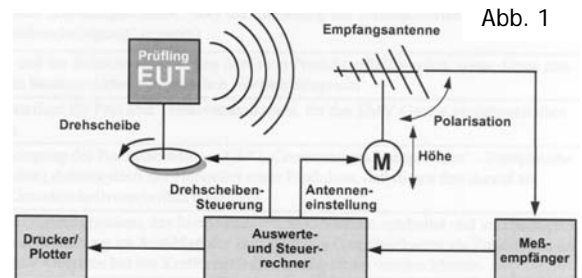 Abb. 1
Empfangsantenne
Prüfling
EUT
Drehscheibe
Polarisation
Höhe
M
Drehscheiben-
Steuerung
Antennen-
einstellung
Drucker/
Plotter
Auswerte-
und Steuer-
rechner
Meß-
empfänger